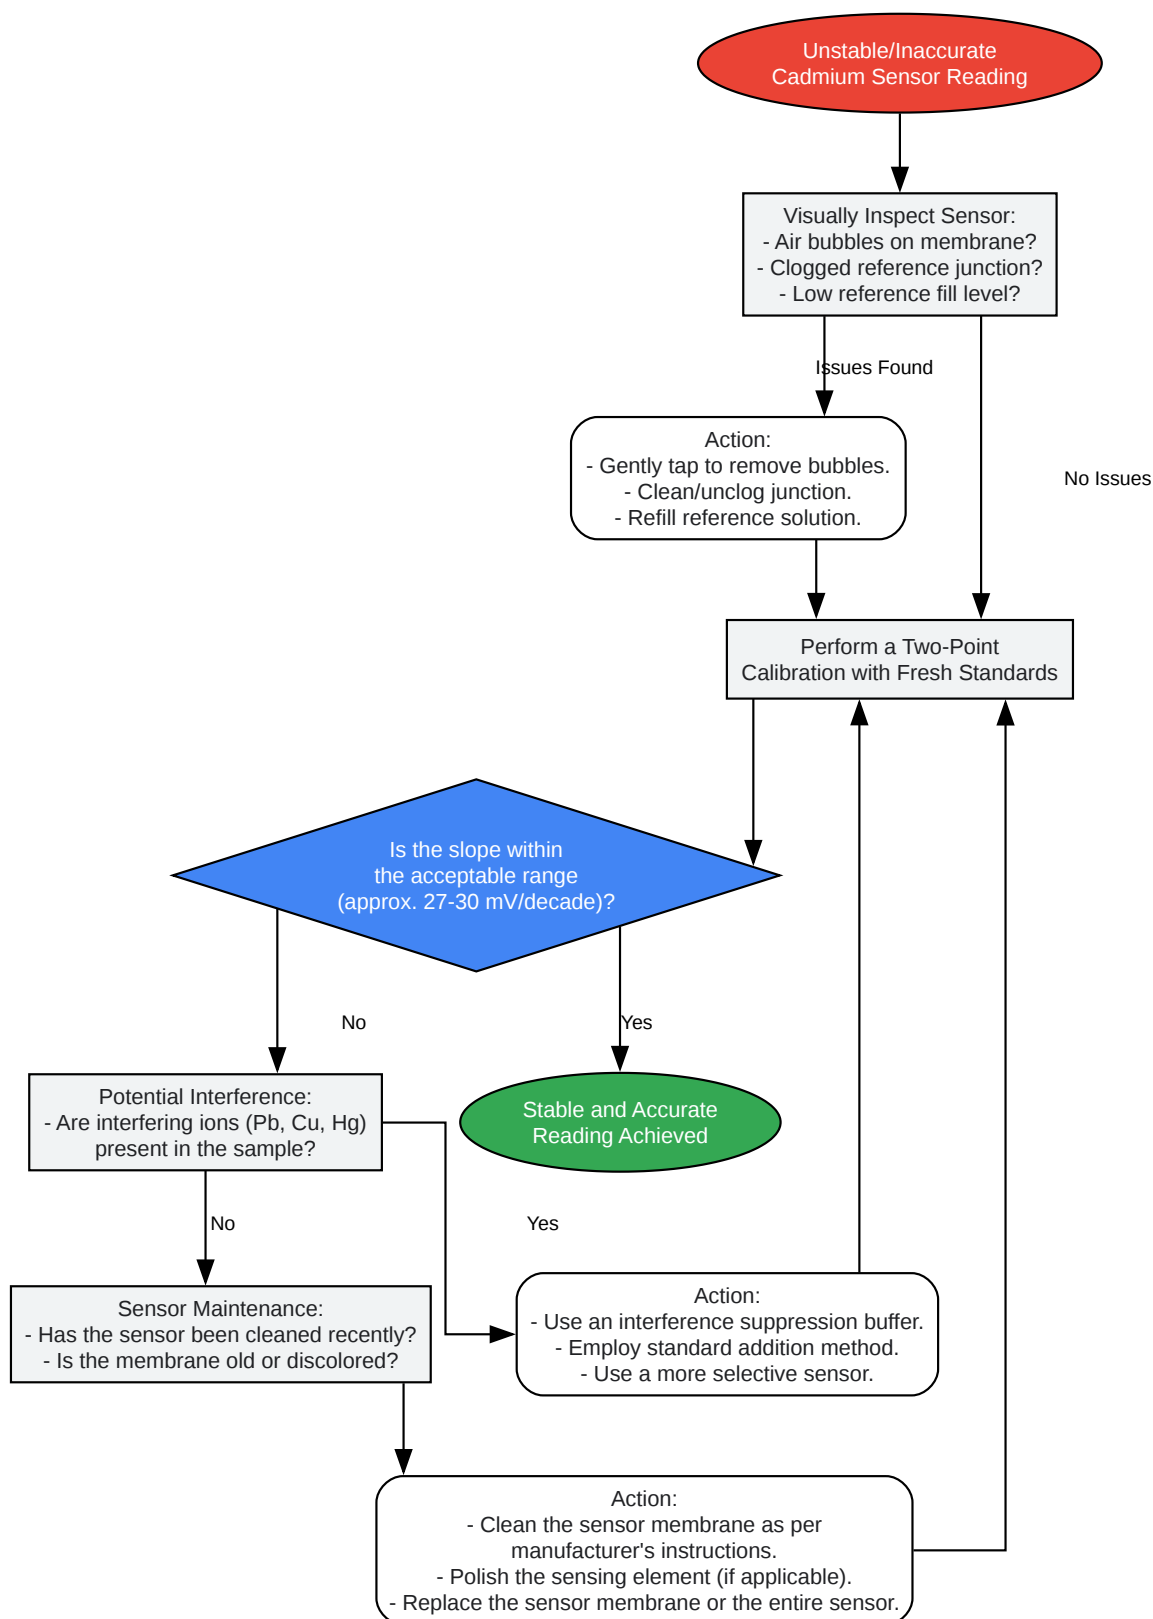 Unstable/Inaccurate
Cadmium Sensor Reading
Visually Inspect Sensor:
- Air bubbles on membrane?
- Clogged reference junction?
- Low reference fill level?
Issues Found
Action:
- Gently tap to remove bubbles.
- Clean/unclog junction.
- Refill reference solution.
No Issues
Perform a Two-Point
Calibration with Fresh Standards
Is the slope within
the acceptable range
(approx. 27-30 mV/decade)?
No
Yes
Potential Interference:
- Are interfering ions (Pb, Cu, Hg)
present in the sample?
Stable and Accurate
Reading Achieved
No
Yes
Sensor Maintenance:
- Has the sensor been cleaned recently?
- Is the membrane old or discolored?
Action:
- Use an interference suppression buffer.
- Employ standard addition method.
- Use a more selective sensor.
Action:
- Clean the sensor membrane as per
manufacturer's instructions.
- Polish the sensing element (if applicable).
- Replace the sensor membrane or the entire sensor.